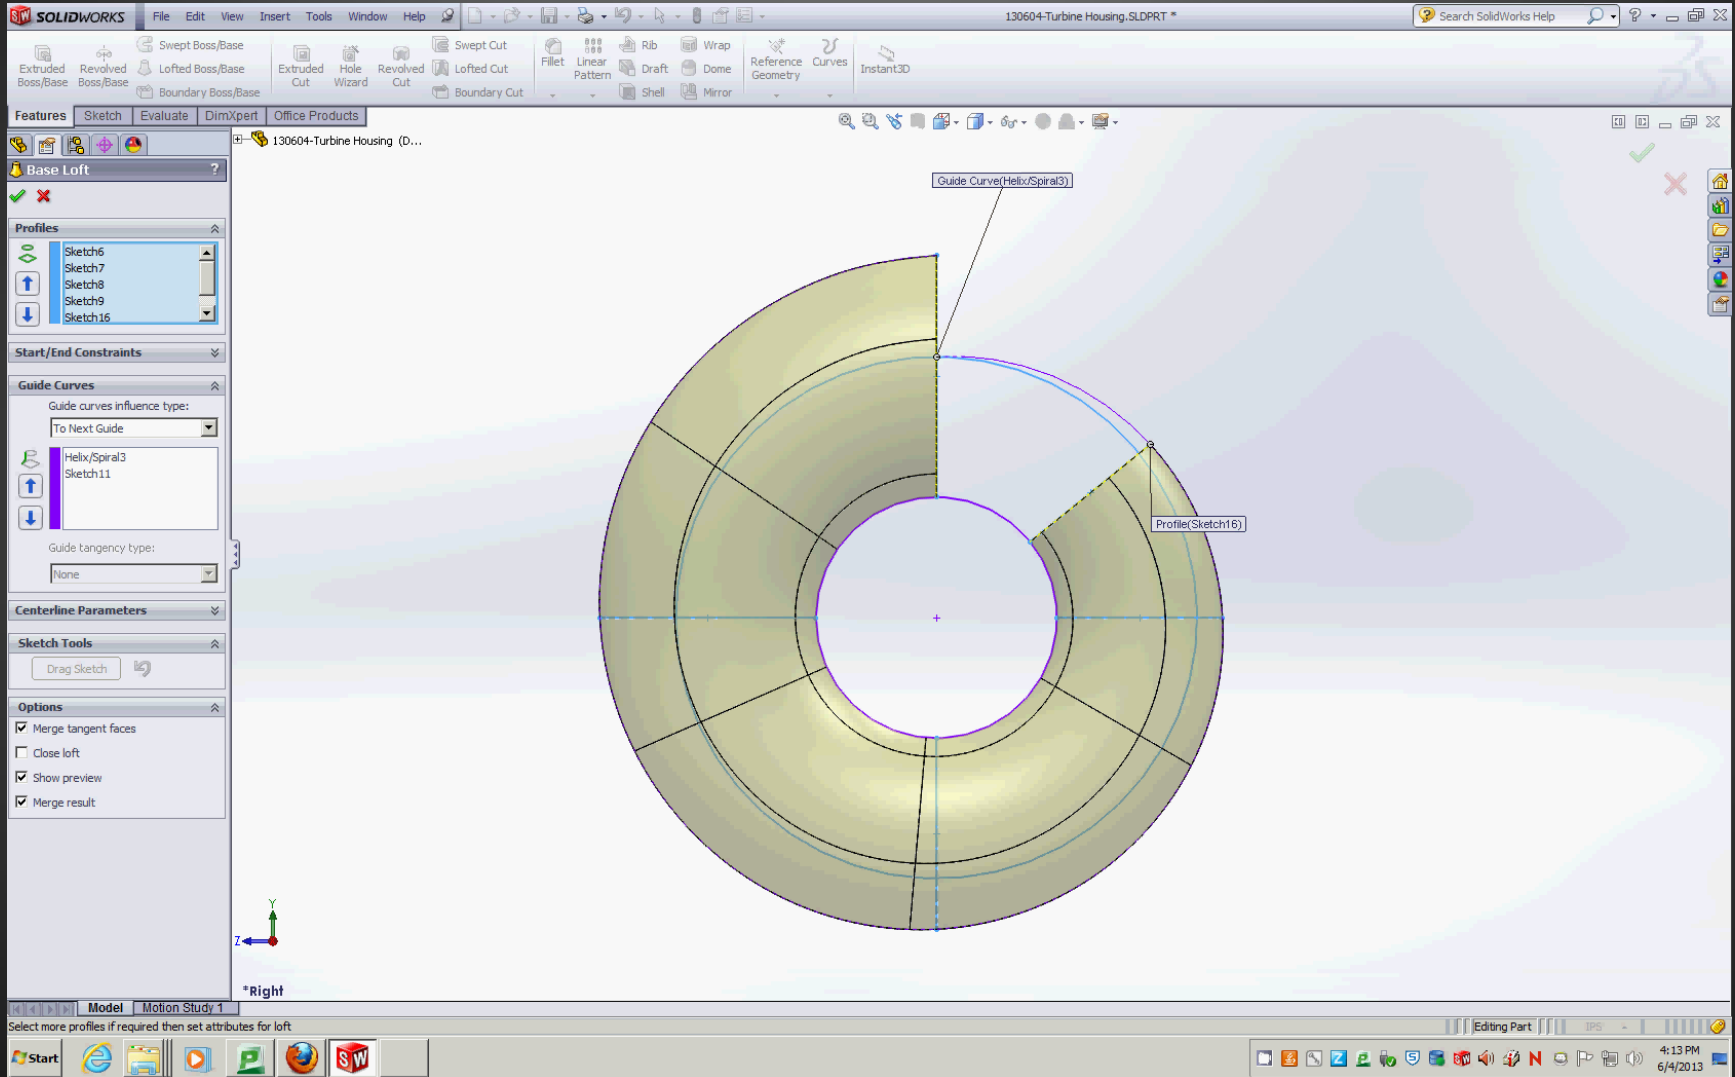 SOLIDWORKS File Edit View Insert Tools Window Help 130604-Turbine Housing.SLDPRT * Search SolidWorks Help
Extruded Boss/Base
Revolved Boss/Base
Swept Boss/Base
Lofted Boss/Base
Boundary Boss/Base
Extruded Cut
Hole Wizard
Revolved Cut
Swept Cut
Lofted Cut
Boundary Cut
Fillet
Linear Pattern
Rib
Draft
Shell
Wrap
Dome
Mirror
Reference Geometry
Curves
Instant3D
Features Sketch Evaluate DimXpert Office Products
130604-Turbine Housing (D...
Base Loft ?
Profiles
Sketch6
Sketch7
Sketch8
Sketch9
Sketch16
Start/End Constraints
Guide Curves
Guide curves influence type:
To Next Guide
Helix/Spiral3
Sketch11
Guide tangency type:
None
Centerline Parameters
Sketch Tools
Drag Sketch
Options
Merge tangent faces
Close loft
Show preview
Merge result
Guide Curve(Helix/Spiral3)
Profile(Sketch16)
Y
Z
*Right
Model Motion Study 1
Select more profiles if required then set attributes for loft Editing Part IPS
Start 4:13 PM
6/4/2013